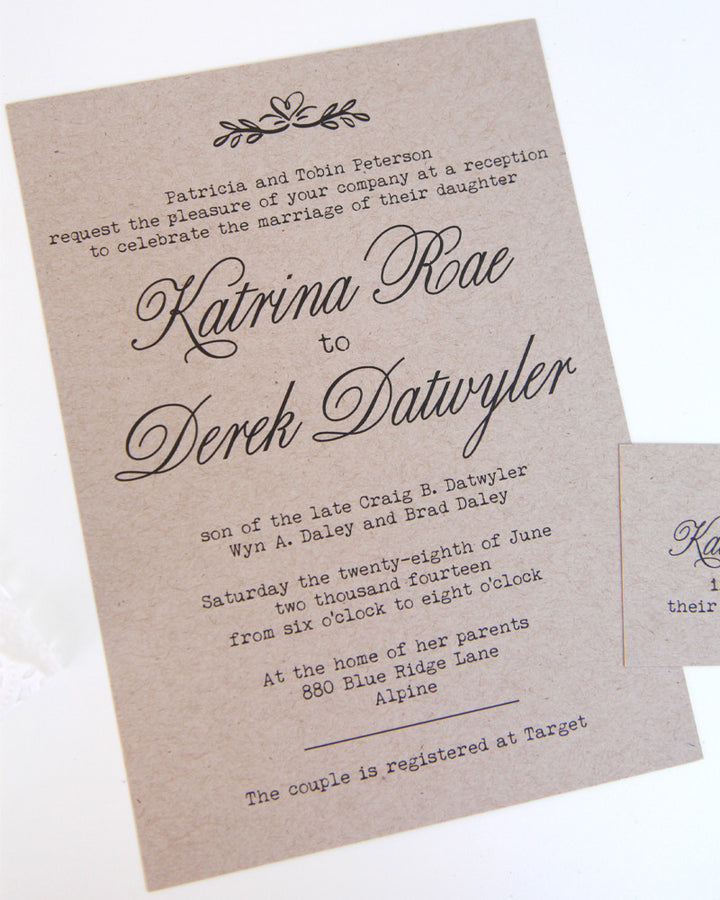 Patricia and Tobin Peterson
request the pleasure of your company at a reception
to celebrate the marriage of their daughter
Katrina Rae
to
Derek Datwyler
son of the late Craig B. Datwyler
Wyn A. Daley and Brad Daley
Saturday the twenty-eighth of June
two thousand fourteen
from six o'clock to eight o'clock
At the home of her parents
880 Blue Ridge Lane
Alpine
The couple is registered at Target
their